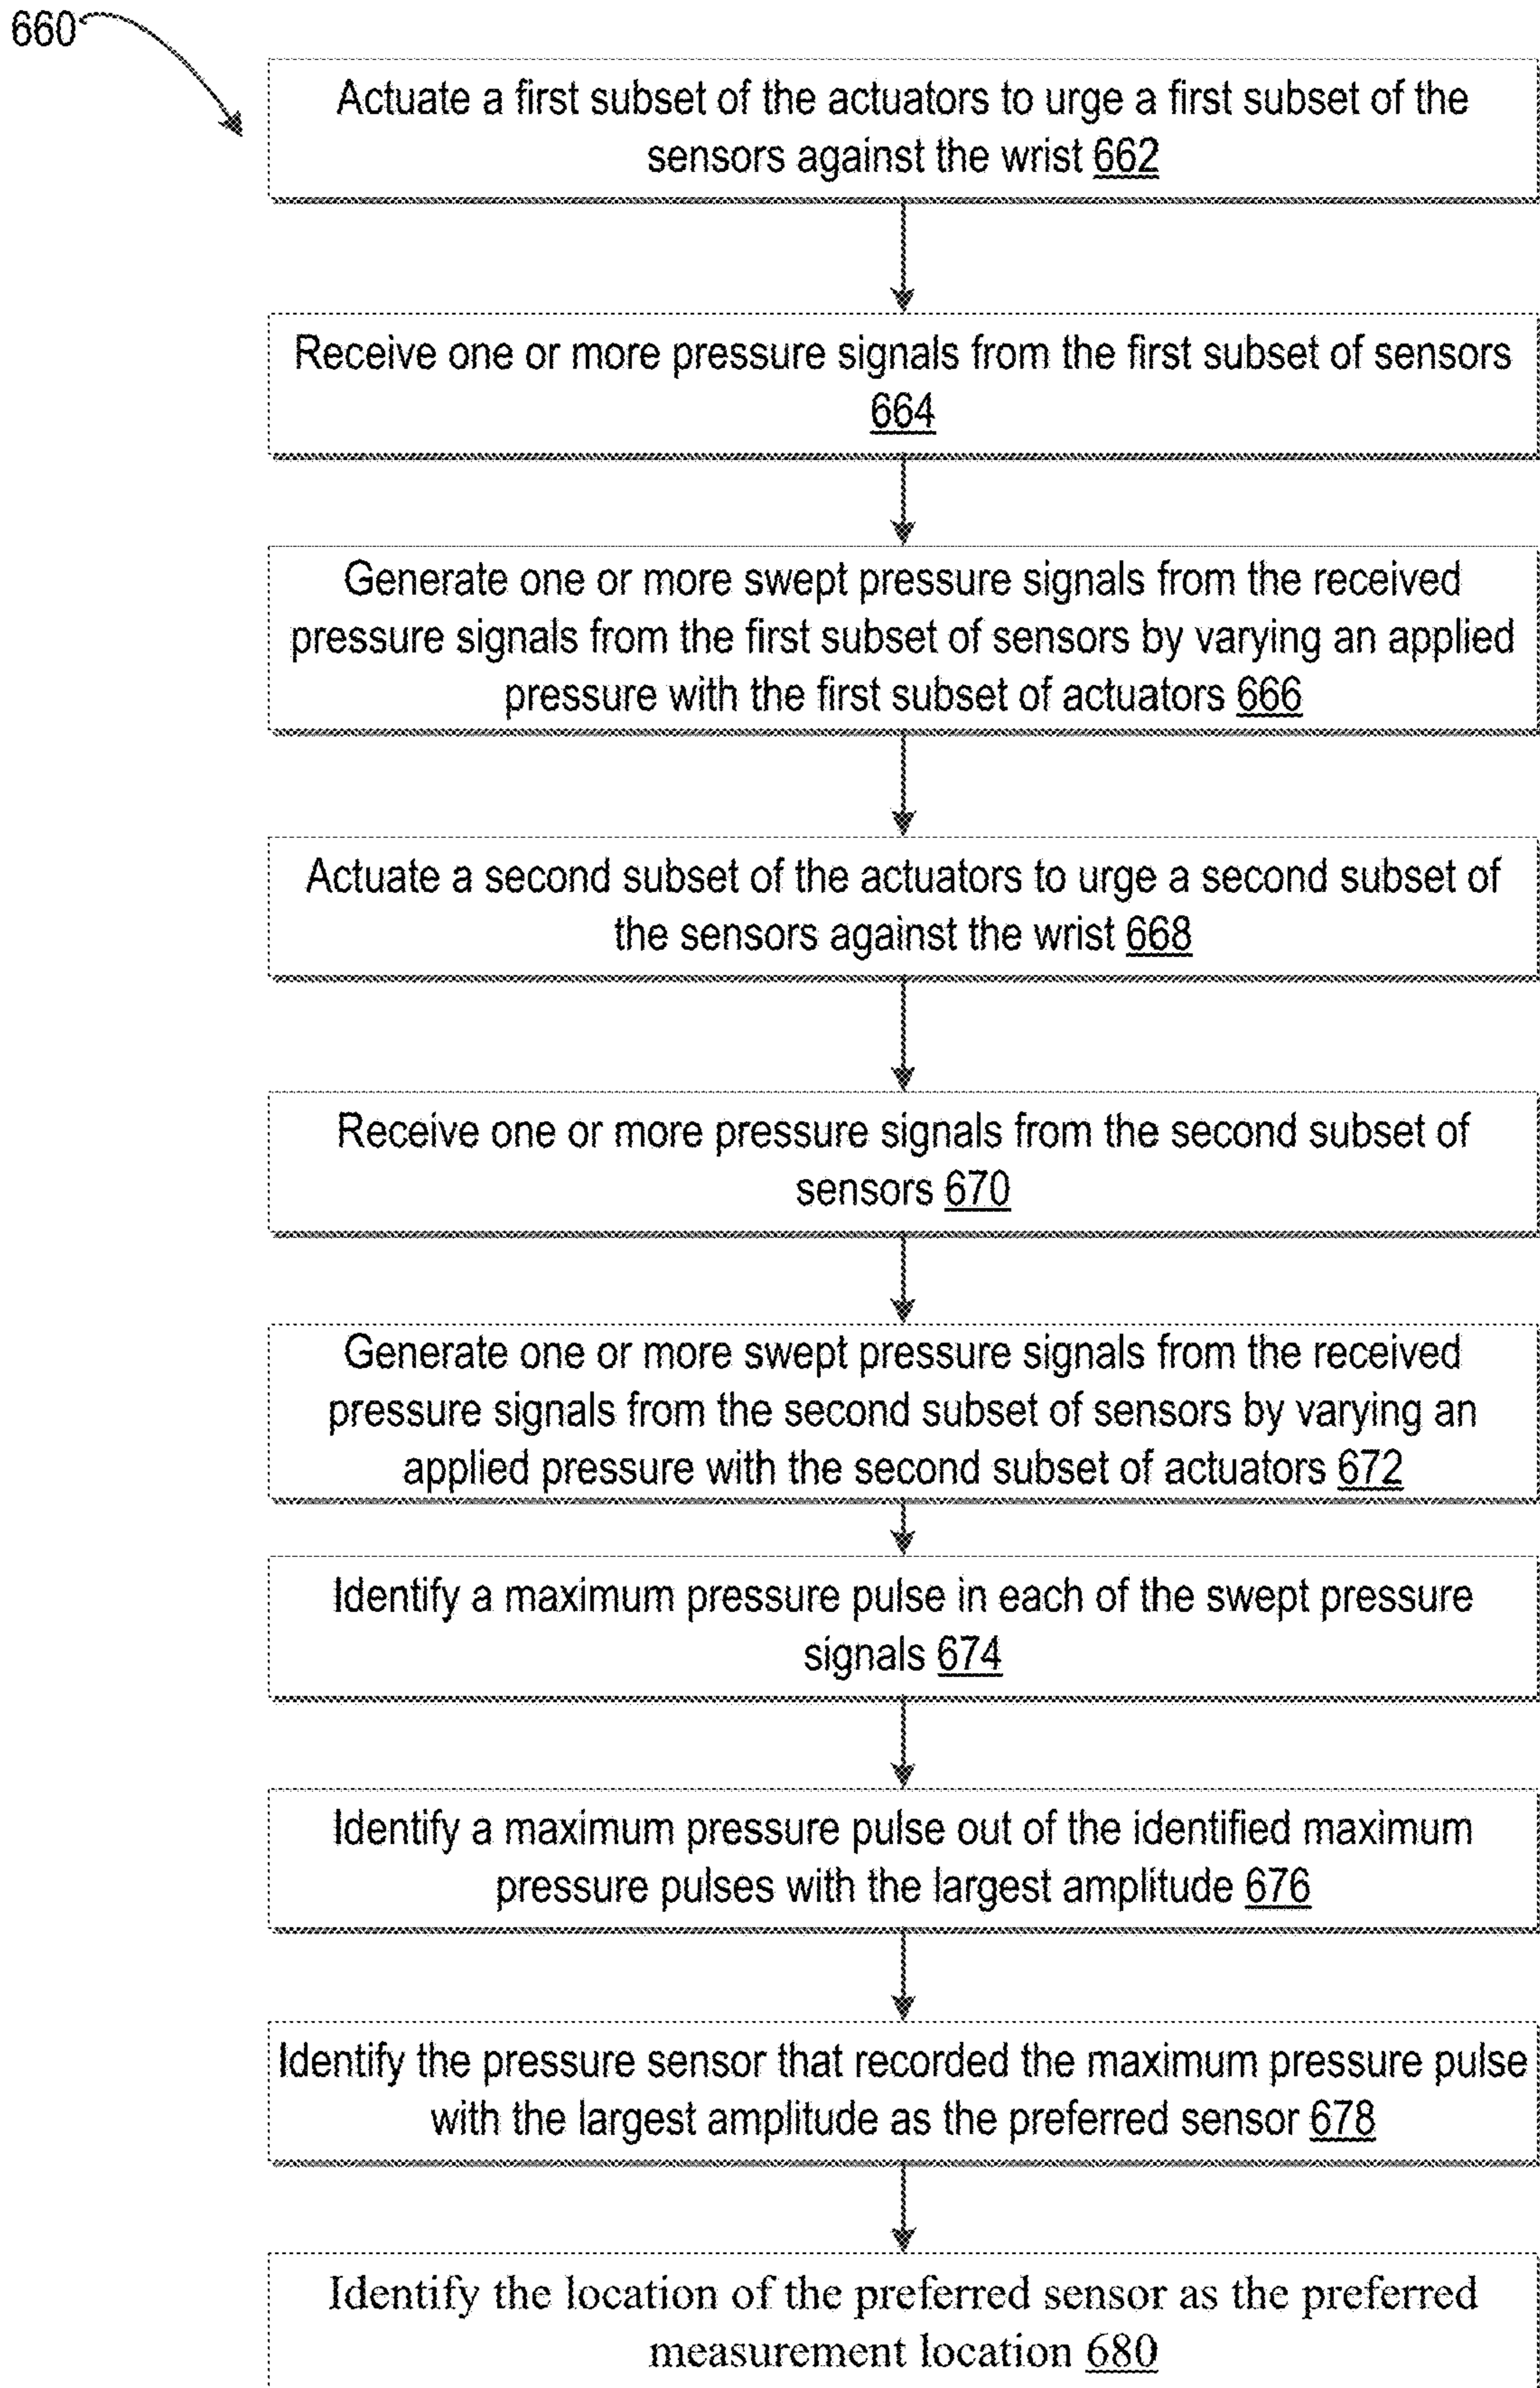 660
Actuate a first subset of the actuators to urge a first subset of the
sensors against the wrist 662
Receive one or more pressure signals from the first subset of sensors
664
Generate one or more swept pressure signals from the received
pressure signals from the first subset of sensors by varying an applied
pressure with the first subset of actuators 666
Actuate a second subset of the actuators to urge a second subset of
the sensors against the wrist 668
Receive one or more pressure signals from the second subset of
sensors 670
Generate one or more swept pressure signals from the received
pressure signals from the second subset of sensors by varying an
applied pressure with the second subset of actuators 672
Identify a maximum pressure pulse in each of the swept pressure
signals 674
Identify a maximum pressure pulse out of the identified maximum
pressure pulses with the largest amplitude 676
Identify the pressure sensor that recorded the maximum pressure pulse
with the largest amplitude as the preferred sensor 678
Identify the location of the preferred sensor as the preferred
measurement location 680